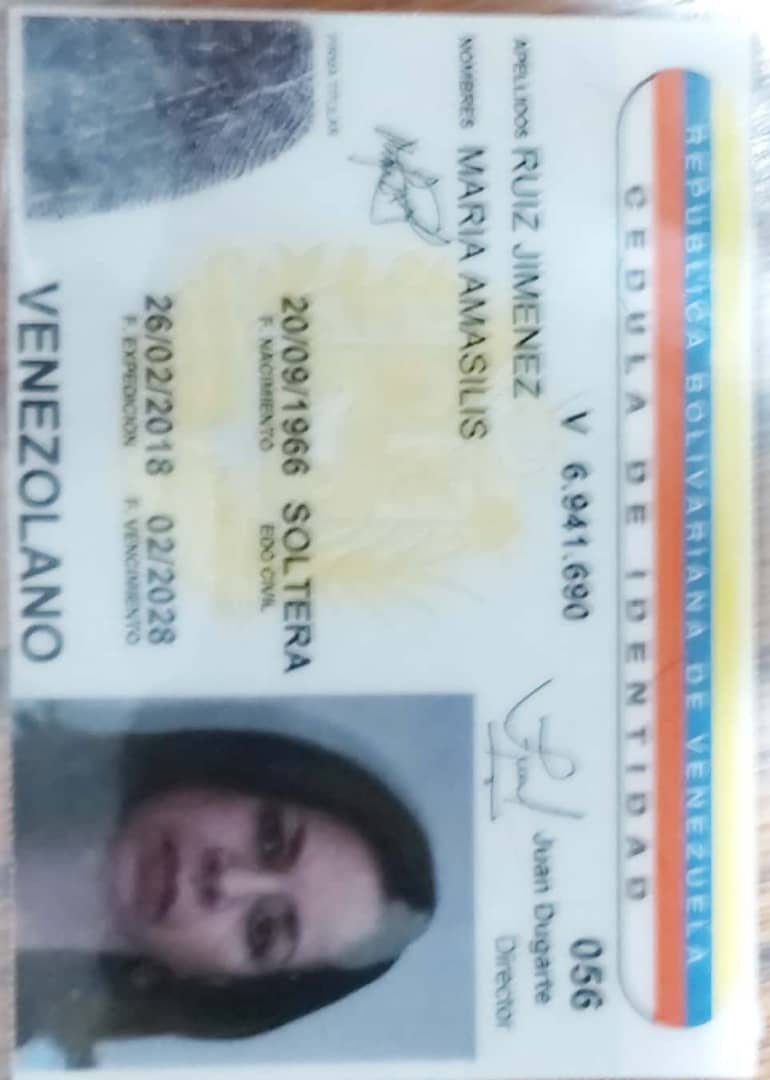 REPUBLICA BOLIVARIANA DE VENEZUELA
CEDULA DE IDENTIDAD
V 6.941.690 056
APELLIDOS RUIZ JIMENEZ
Juan Dugarte
NOMBRES MARIA AMASILIS
Director
FIRMA TITULAR
20/09/1966 SOLTERA
F. NACIMIENTO EDO CIVIL
26/02/2018 02/2028
F. EXPEDICION F. VENCIMIENTO
VENEZOLANO